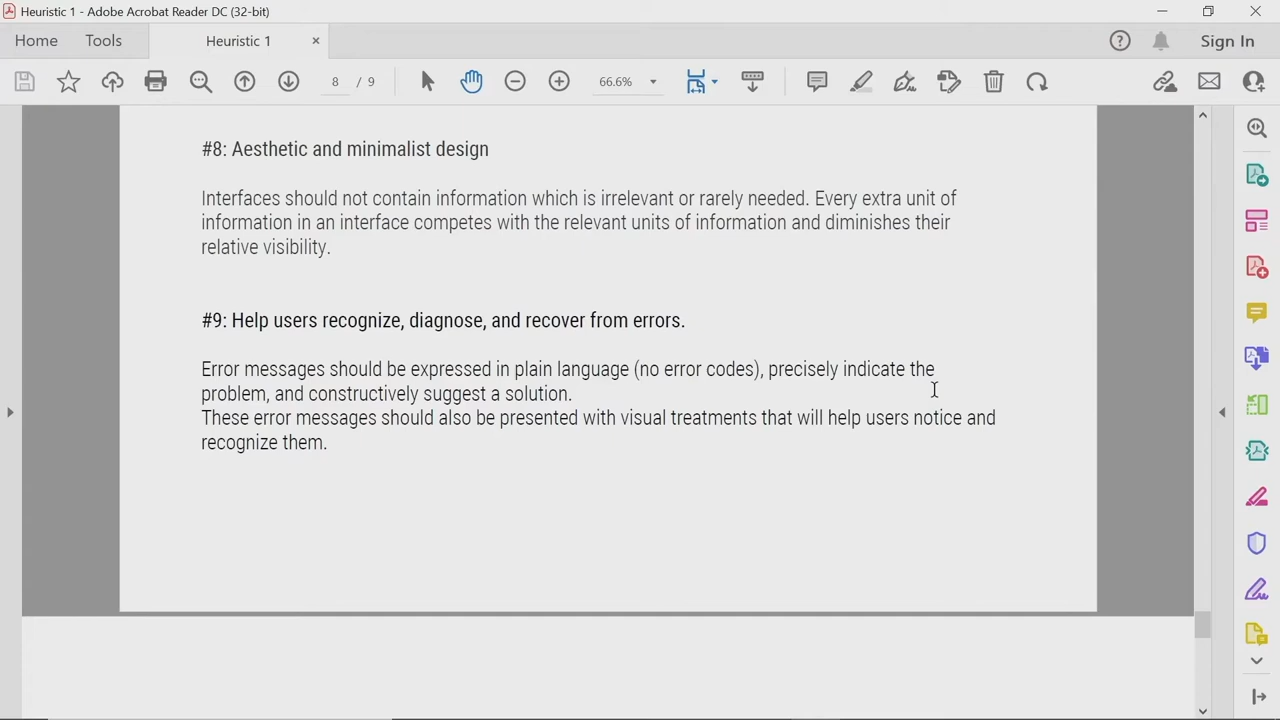 Heuristic 1 - Adobe Acrobat Reader DC (32-bit)
Home Tools Heuristic 1 Sign In
8 / 9 66.6%
#8: Aesthetic and minimalist design
Interfaces should not contain information which is irrelevant or rarely needed. Every extra unit of
information in an interface competes with the relevant units of information and diminishes their
relative visibility.
#9: Help users recognize, diagnose, and recover from errors.
Error messages should be expressed in plain language (no error codes), precisely indicate the
problem, and constructively suggest a solution.
These error messages should also be presented with visual treatments that will help users notice and
recognize them.